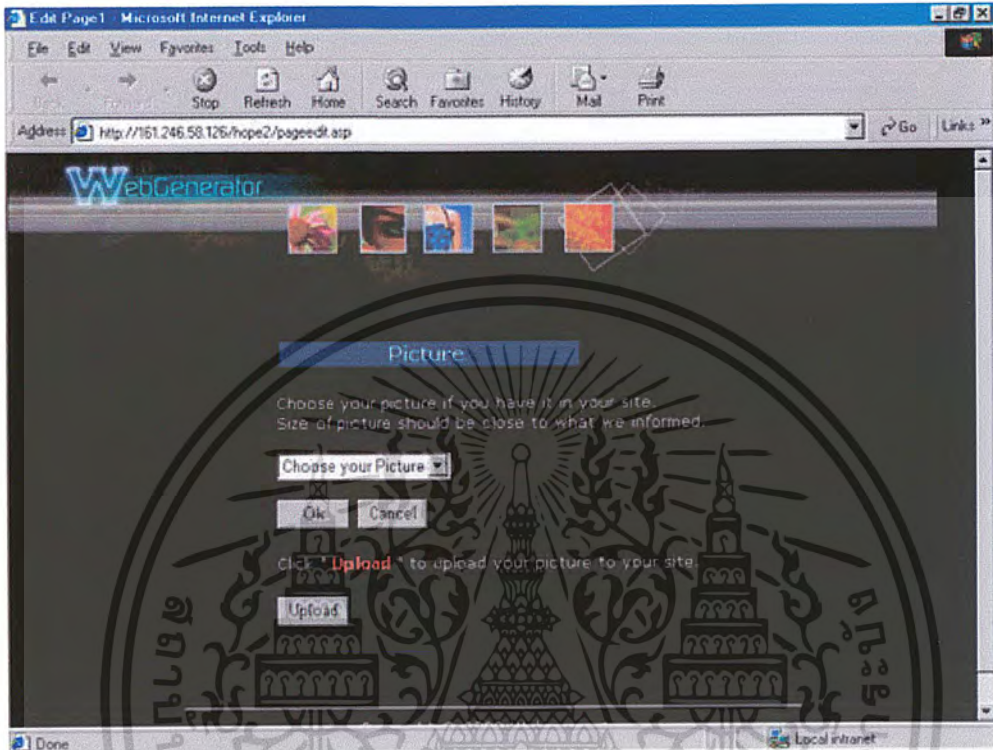 Edit Page1 - Microsoft Internet Explorer
File Edit View Favorites Tools Help
Back Forward Stop Refresh Home Search Favorites History Mail Print
Address http://161.246.58.126/hope2/pageedit.asp Go Links »
WebGenerator
Picture
Choose your picture if you have it in your site.
Size of picture should be close to what we informed.
Choose your Picture
Ok Cancel
Click " Upload " to upload your picture to your site.
Upload
Done Local intranet